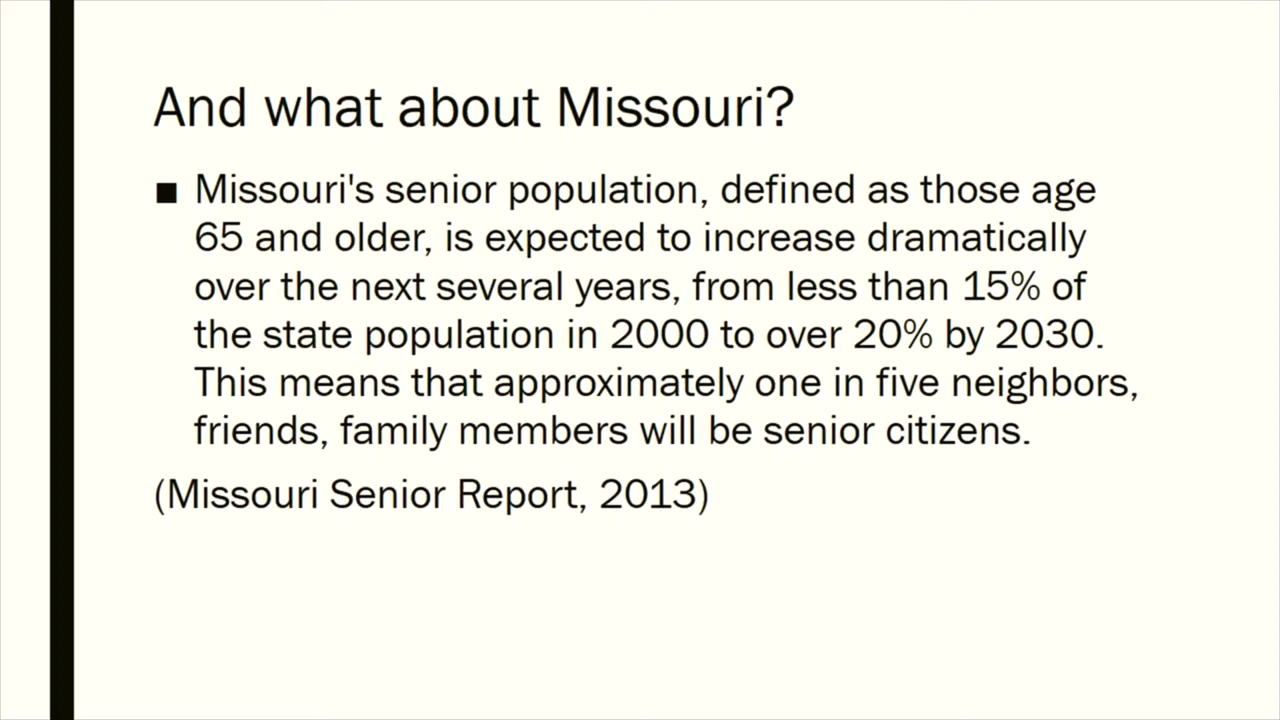 And what about Missouri?
■ Missouri's senior population, defined as those age
65 and older, is expected to increase dramatically
over the next several years, from less than 15% of
the state population in 2000 to over 20% by 2030.
This means that approximately one in five neighbors,
friends, family members will be senior citizens.
(Missouri Senior Report, 2013)